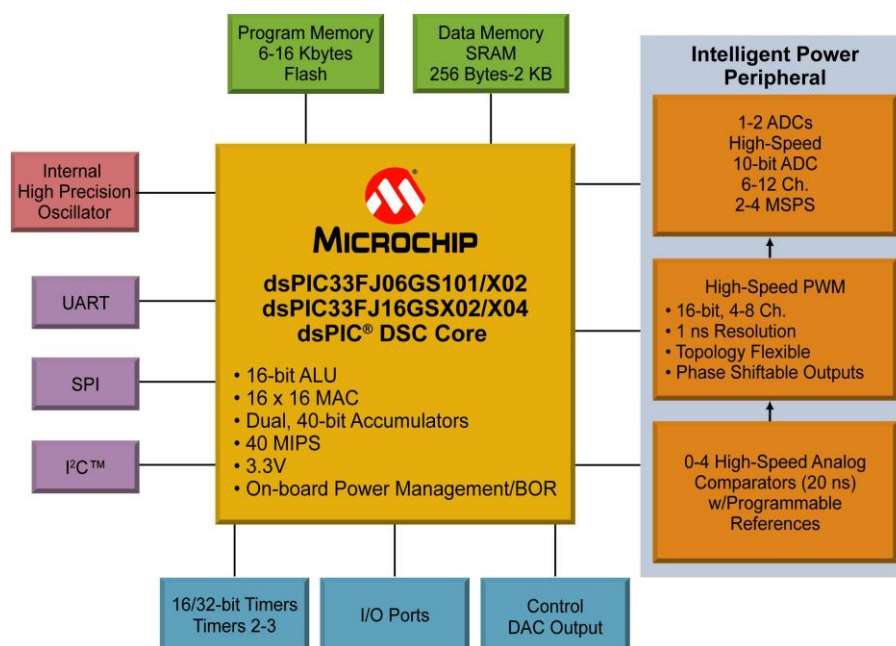 Program Memory
6-16 Kbytes
Flash
Data Memory
SRAM
256 Bytes-2 KB
Intelligent Power
Peripheral
1-2 ADCs
High-Speed
10-bit ADC
6-12 Ch.
2-4 MSPS
Internal
High Precision
Oscillator
MICROCHIP
dsPIC33FJ06GS101/X02
dsPIC33FJ16GSX02/X04
dsPIC® DSC Core
• 16-bit ALU
• 16 x 16 MAC
• Dual, 40-bit Accumulators
• 40 MIPS
• 3.3V
• On-board Power Management/BOR
UART
SPI
I²C™
High-Speed PWM
• 16-bit, 4-8 Ch.
• 1 ns Resolution
• Topology Flexible
• Phase Shiftable Outputs
0-4 High-Speed Analog
Comparators (20 ns)
w/Programmable
References
16/32-bit Timers
Timers 2-3
I/O Ports
Control
DAC Output